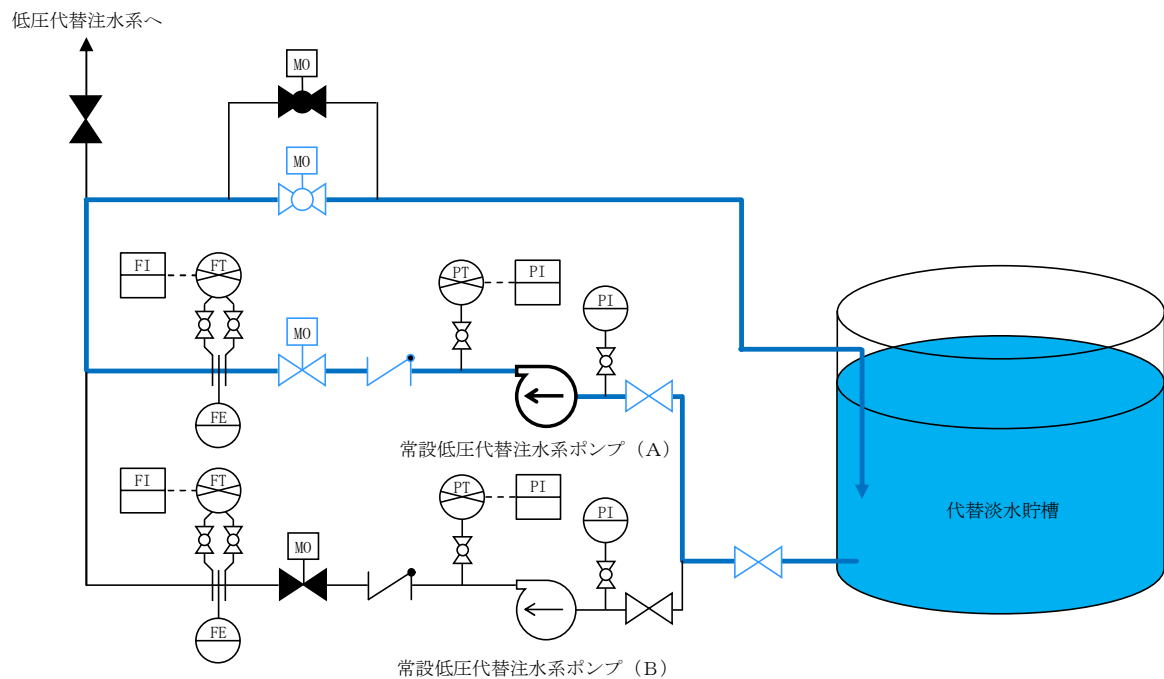 低圧代替注水系へ
MO
MO
FI
FT
PT
PI
PI
MO
FE
常設低圧代替注水系ポンプ（A）
FI
FT
PT
PI
PI
代替淡水貯槽
MO
FE
常設低圧代替注水系ポンプ（B）